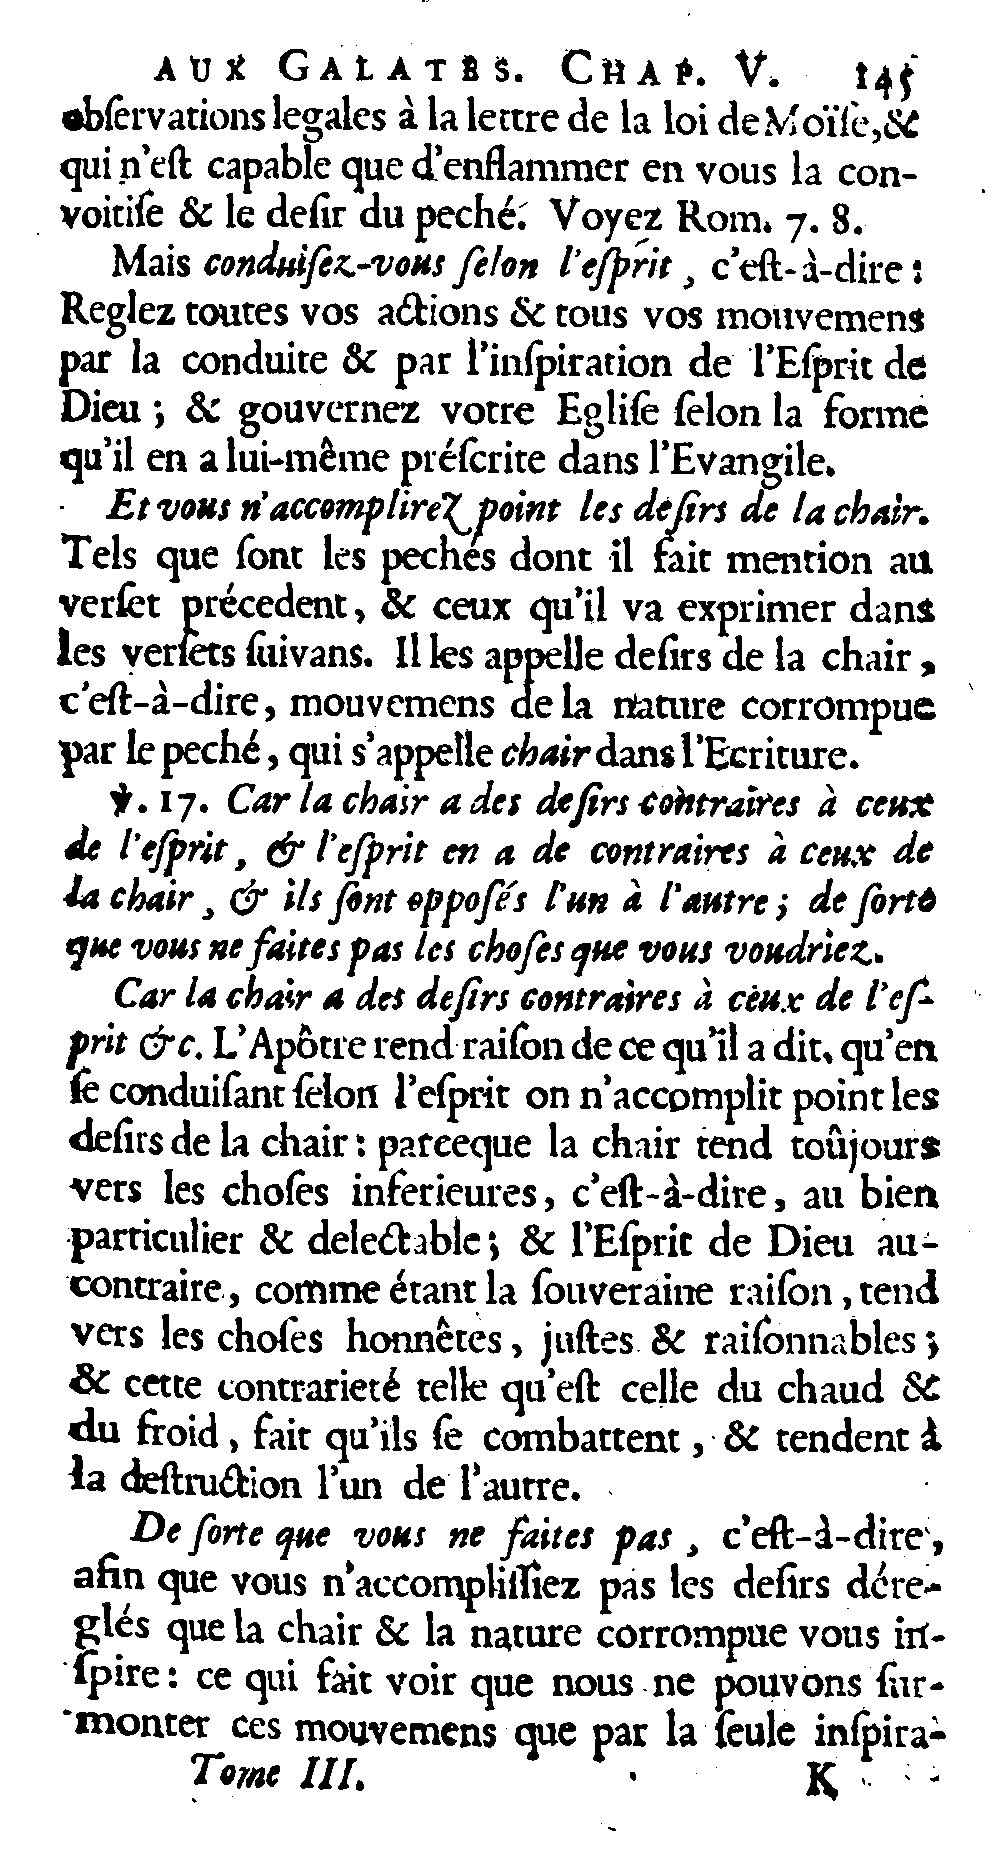 AUX GALATES. CHAP. V. 145
obſervations legales à la lettre de la loi de Moïſe, &
qui n'eſt capable que d'enflammer en vous la con-
voitiſe & le deſir du peché. Voyez Rom. 7. 8.
Mais conduiſez-vous ſelon l'eſprit, c'eſt-à-dire :
Reglez toutes vos actions & tous vos mouvemens
par la conduite & par l'inſpiration de l'Eſprit de
Dieu ; & gouvernez votre Egliſe ſelon la forme
qu'il en a lui-même préſcrite dans l'Evangile.
Et vous n'accomplirez point les deſirs de la chair.
Tels que ſont les pechés dont il fait mention au
verſet précedent, & ceux qu'il va exprimer dans
les verſets ſuivans. Il les appelle deſirs de la chair,
c'eſt-à-dire, mouvemens de la nature corrompue
par le peché, qui s'appelle chair dans l'Ecriture.
℣. 17. Car la chair a des deſirs contraires à ceux
de l'eſprit, & l'eſprit en a de contraires à ceux de
la chair, & ils ſont oppoſés l'un à l'autre ; de ſorte
que vous ne faites pas les choſes que vous voudriez.
Car la chair a des deſirs contraires à ceux de l'eſ-
prit &c. L'Apôtre rend raiſon de ce qu'il a dit, qu'en
ſe conduiſant ſelon l'eſprit on n'accomplit point les
deſirs de la chair : parceque la chair tend toûjours
vers les choſes inferieures, c'eſt-à-dire, au bien
particulier & delectable ; & l'Eſprit de Dieu au-
contraire, comme étant la ſouveraine raiſon, tend
vers les choſes honnêtes, juſtes & raiſonnables ;
& cette contrarieté telle qu'eſt celle du chaud &
du froid, fait qu'ils ſe combattent, & tendent à
la deſtruction l'un de l'autre.
De ſorte que vous ne faites pas, c'eſt-à-dire,
afin que vous n'accompliſſiez pas les deſirs dére-
glés que la chair & la nature corrompue vous in-
ſpire : ce qui fait voir que nous ne pouvons ſur-
monter ces mouvemens que par la ſeule inſpira-
Tome III. K